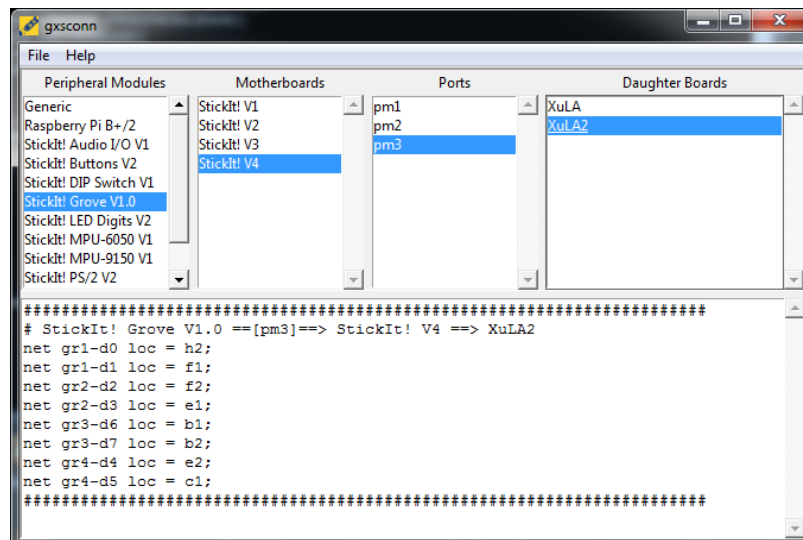 gxsconn
File Help
Peripheral Modules Motherboards Ports Daughter Boards
Generic
Raspberry Pi B+/2
StickIt! Audio I/O V1
StickIt! Buttons V2
StickIt! DIP Switch V1
StickIt! Grove V1.0
StickIt! LED Digits V2
StickIt! MPU-6050 V1
StickIt! MPU-9150 V1
StickIt! PS/2 V2
StickIt! V1
StickIt! V2
StickIt! V3
StickIt! V4
pm1
pm2
pm3
XuLA
XuLA2
########################################################################
# StickIt! Grove V1.0 ==[pm3]==> StickIt! V4 ==> XuLA2
net gr1-d0 loc = h2;
net gr1-d1 loc = f1;
net gr2-d2 loc = f2;
net gr2-d3 loc = e1;
net gr3-d6 loc = b1;
net gr3-d7 loc = b2;
net gr4-d4 loc = e2;
net gr4-d5 loc = c1;
########################################################################